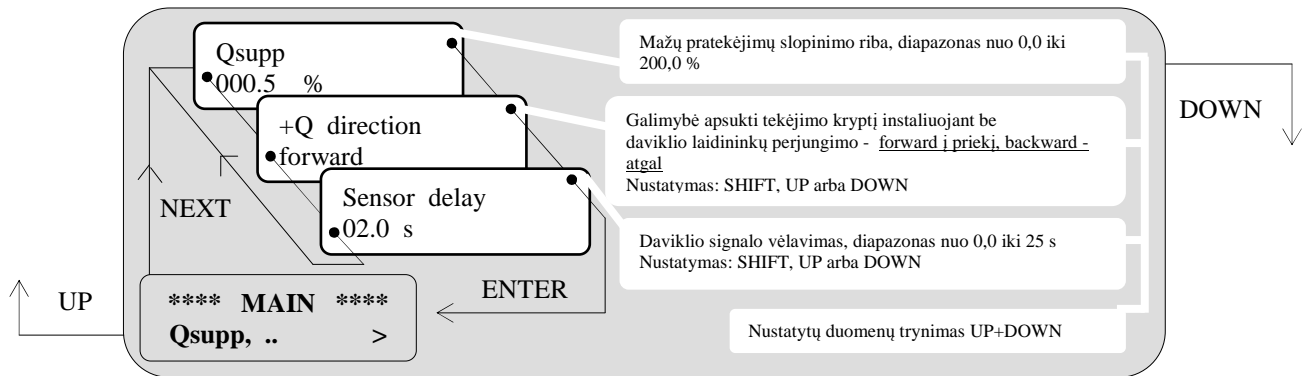 Qsupp
000.5 %
+Q direction
forward
Sensor delay
02.0 s
NEXT
UP
**** MAIN ****
Qsupp, .. >
ENTER
DOWN
Mažų pratekėjimų slopinimo riba, diapazonas nuo 0,0 iki
200,0 %
Galimybė apsukti tekėjimo kryptį instaliuojant be
daviklio laidininkų perjungimo - forward į priekį, backward -
atgal
Nustatymas: SHIFT, UP arba DOWN
Daviklio signalo vėlavimas, diapazonas nuo 0,0 iki 25 s
Nustatymas: SHIFT, UP arba DOWN
Nustatytų duomenų trynimas UP+DOWN